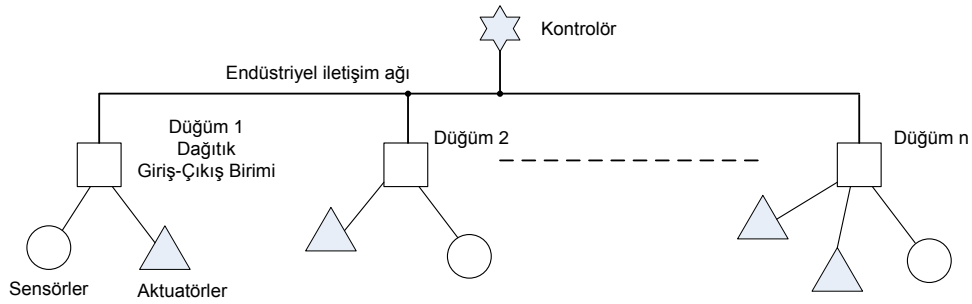 Kontrolör
Endüstriyel iletişim ağı
Düğüm 1
Dağıtık
Giriş-Çıkış Birimi
Düğüm 2
Düğüm n
Sensörler
Aktuatörler